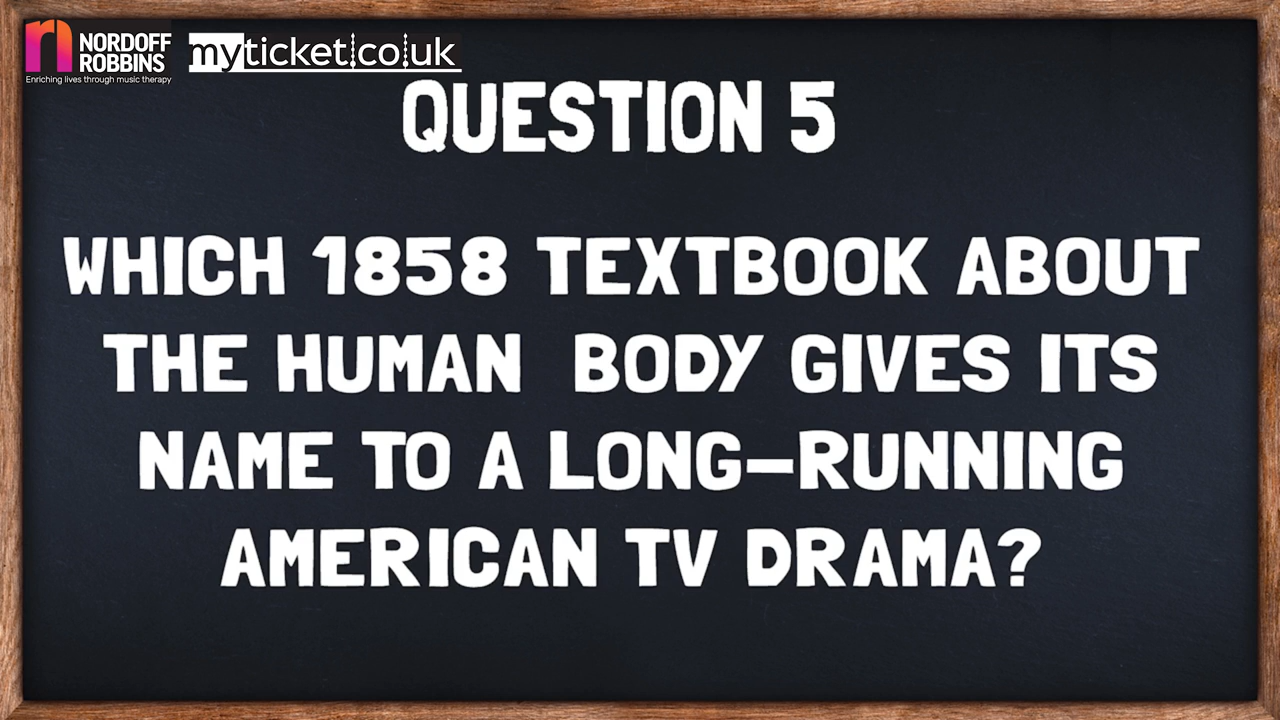 NORDOFF
ROBBINS
Enriching lives through music therapy
myticket.co.uk
QUESTION 5
WHICH 1858 TEXTBOOK ABOUT
THE HUMAN BODY GIVES ITS
NAME TO A LONG-RUNNING
AMERICAN TV DRAMA?